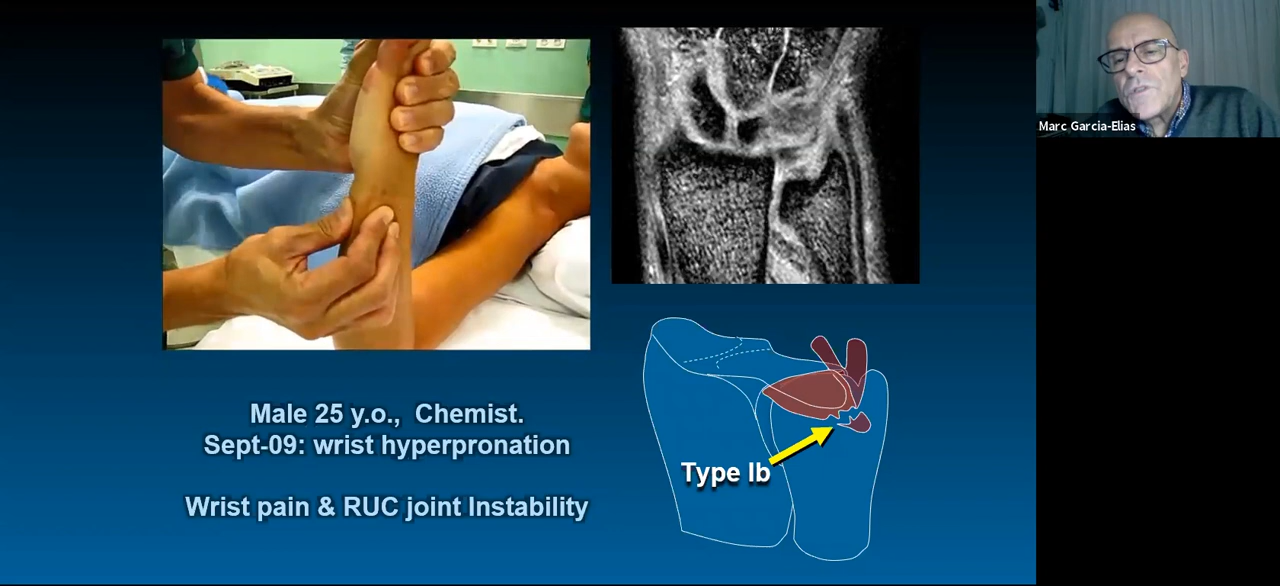 Male 25 y.o., Chemist.
Sept-09: wrist hyperpronation
Wrist pain & RUC joint Instability
Type Ib
Marc Garcia-Elias